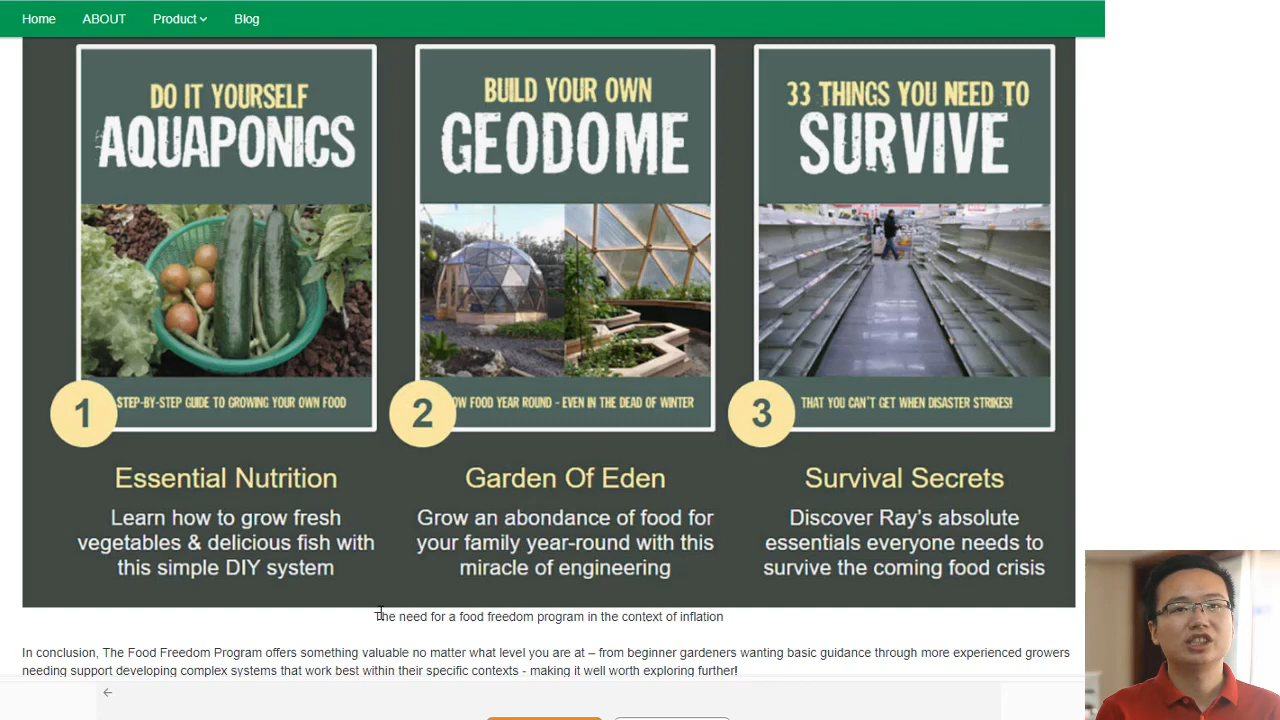 Home ABOUT Product Blog
DO IT YOURSELF
AQUAPONICS
STEP-BY-STEP GUIDE TO GROWING YOUR OWN FOOD
1
Essential Nutrition
Learn how to grow fresh
vegetables & delicious fish with
this simple DIY system
BUILD YOUR OWN
GEODOME
FOOD YEAR ROUND - EVEN IN THE DEAD OF WINTER
2
Garden Of Eden
Grow an abondance of food for
your family year-round with this
miracle of engineering
33 THINGS YOU NEED TO
SURVIVE
THAT YOU CAN'T GET WHEN DISASTER STRIKES!
3
Survival Secrets
Discover Ray's absolute
essentials everyone needs to
survive the coming food crisis
The need for a food freedom program in the context of inflation
In conclusion, The Food Freedom Program offers something valuable no matter what level you are at – from beginner gardeners wanting basic guidance through more experienced growers
needing support developing complex systems that work best within their specific contexts - making it well worth exploring further!